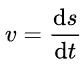 v = ds/dt